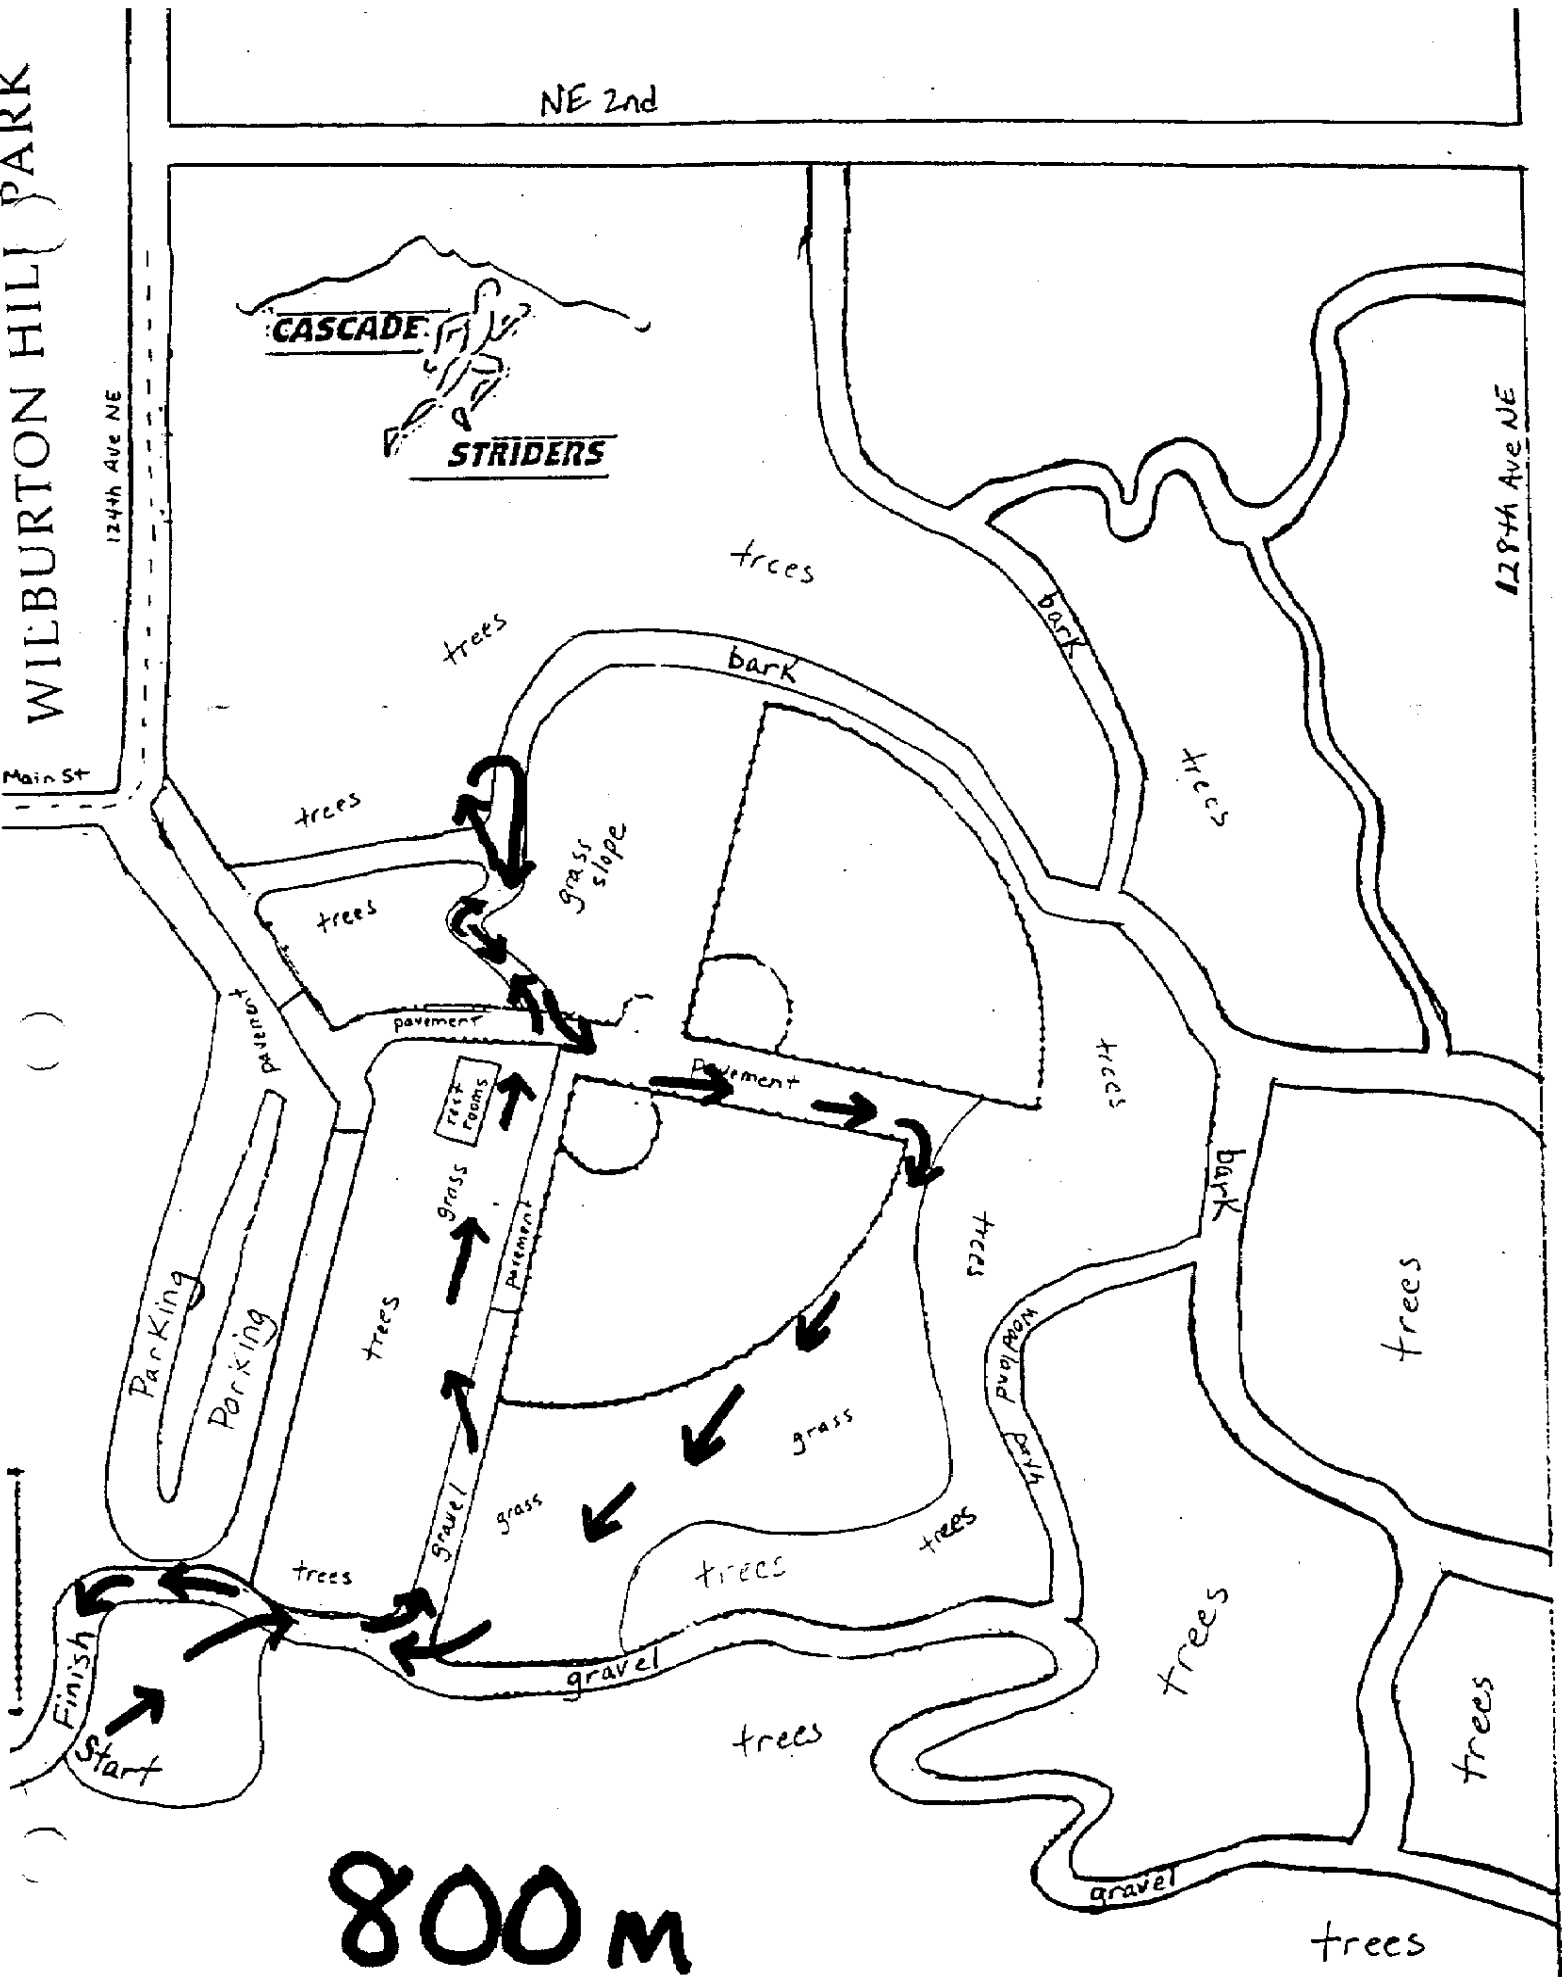 WILBURTON HILL PARK
NE 2nd
124th Ave NE
128th Ave NE
CASCADE
STRIDERS
trees
bark
trees
bark
trees
Main St
trees
grass
slope
trees
pavement
pavement
pavement
rest
rooms
trees
grass
pavement
trees
bark
trees
Parking
Parking
trees
woodland path
trees
grass
grass
gravel
trees
trees
trees
trees
Finish
Start
gravel
trees
trees
gravel
800 m
trees